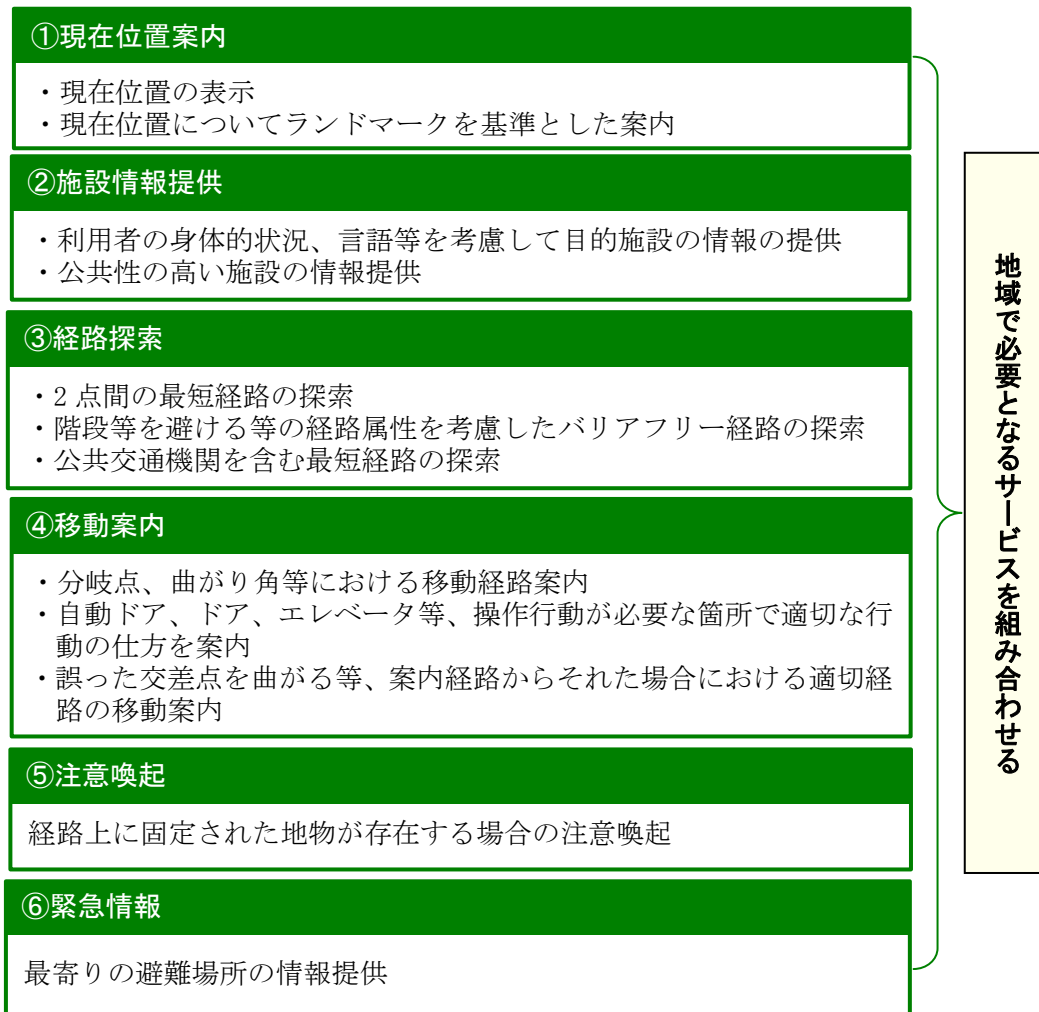 ①現在位置案内
・現在位置の表示
・現在位置についてランドマークを基準とした案内
②施設情報提供
・利用者の身体的状況、言語等を考慮して目的施設の情報の提供
・公共性の高い施設の情報提供
③経路探索
・2 点間の最短経路の探索
・階段等を避ける等の経路属性を考慮したバリアフリー経路の探索
・公共交通機関を含む最短経路の探索
④移動案内
・分岐点、曲がり角等における移動経路案内
・自動ドア、ドア、エレベータ等、操作行動が必要な箇所で適切な行
動の仕方を案内
・誤った交差点を曲がる等、案内経路からそれた場合における適切経
路の移動案内
⑤注意喚起
経路上に固定された地物が存在する場合の注意喚起
⑥緊急情報
最寄りの避難場所の情報提供
地域で必要となるサービスを組み合わせる